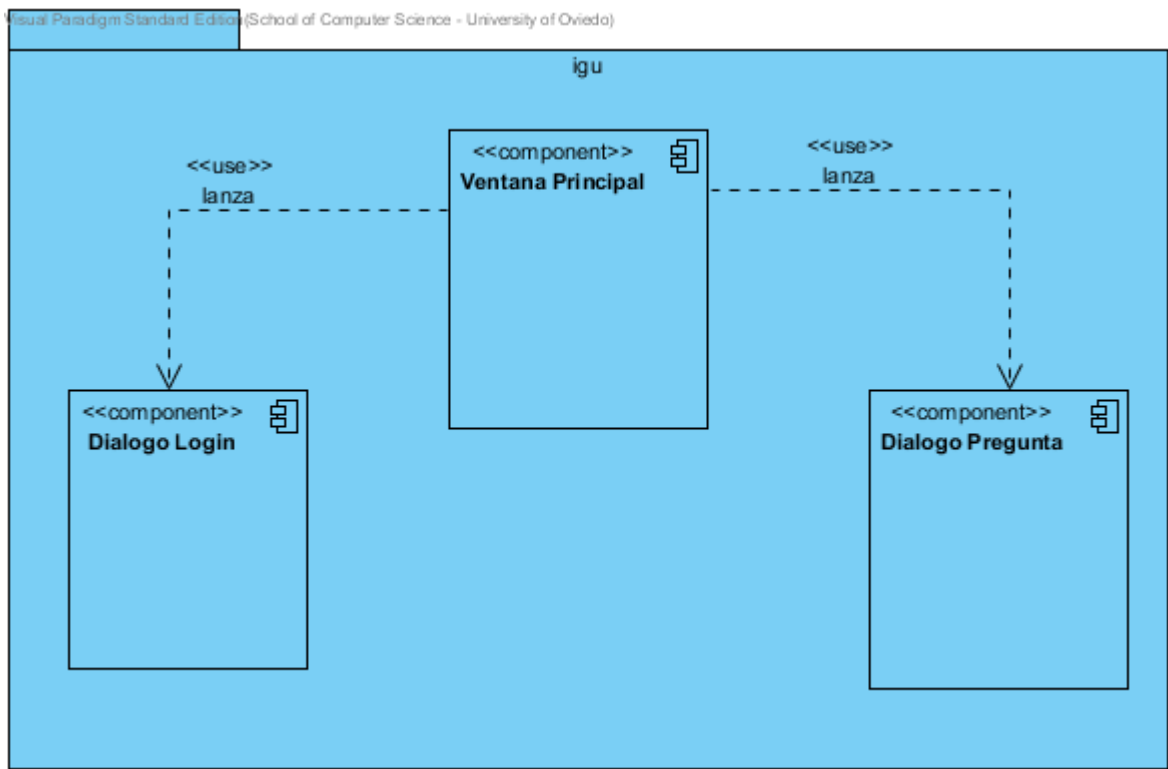 Visual Paradigm Standard Edition(School of Computer Science - University of Oviedo)
igu
<<component>>
Ventana Principal
<<use>>
lanza
<<use>>
lanza
<<component>>
Dialogo Login
<<component>>
Dialogo Pregunta